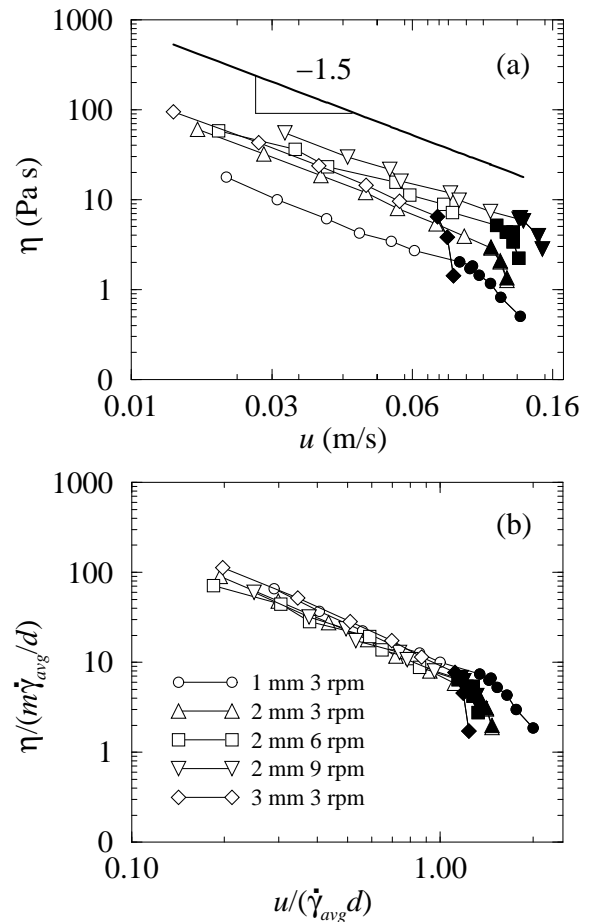 1000
−1.5
(a)
100
η (Pa s)
10
1
0
0.01
0.03
0.06
0.16
u (m/s)
1000
(b)
100
η/(mγ̇avg/d)
10
1 mm 3 rpm
2 mm 3 rpm
1
2 mm 6 rpm
2 mm 9 rpm
3 mm 3 rpm
0
0.10
1.00
u/(γ̇avg d)